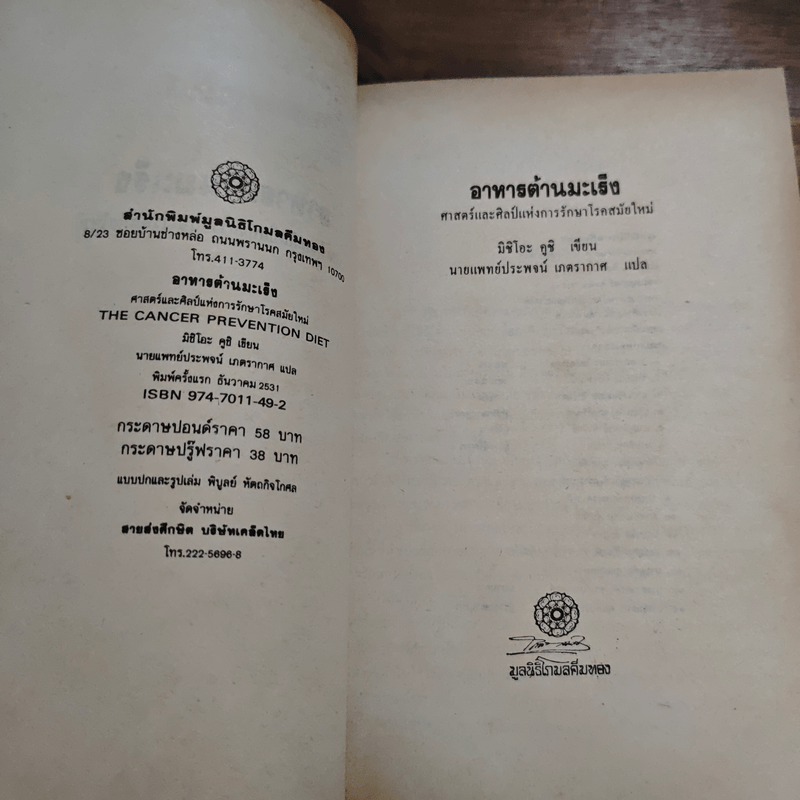 สำนักพิมพ์มูลนิธิโกมลคีมทอง
8/23 ซอยบ้านช่างหล่อ ถนนพรานนก กรุงเทพฯ 10700
โทร.411-3774
อาหารต้านมะเร็ง
ศาสตร์และศิลป์แห่งการรักษาโรคสมัยใหม่
THE CANCER PREVENTION DIET
มิชิโอะ คูชิ เขียน
นายแพทย์ประพจน์ เภตรากาศ แปล
พิมพ์ครั้งแรก ธันวาคม 2531
ISBN 974-7011-49-2
กระดาษปอนด์ราคา 58 บาท
กระดาษปรู๊ฟราคา 38 บาท
แบบปกและรูปเล่ม พิบูลย์ หัตถกิจโกศล
จัดจำหน่าย
สายส่งศึกษิต บริษัทเคล็ดไทย
โทร.222-5696-8
อาหารต้านมะเร็ง
ศาสตร์และศิลป์แห่งการรักษาโรคสมัยใหม่
มิชิโอะ คูชิ เขียน
นายแพทย์ประพจน์ เภตรากาศ แปล
มูลนิธิโกมลคีมทอง